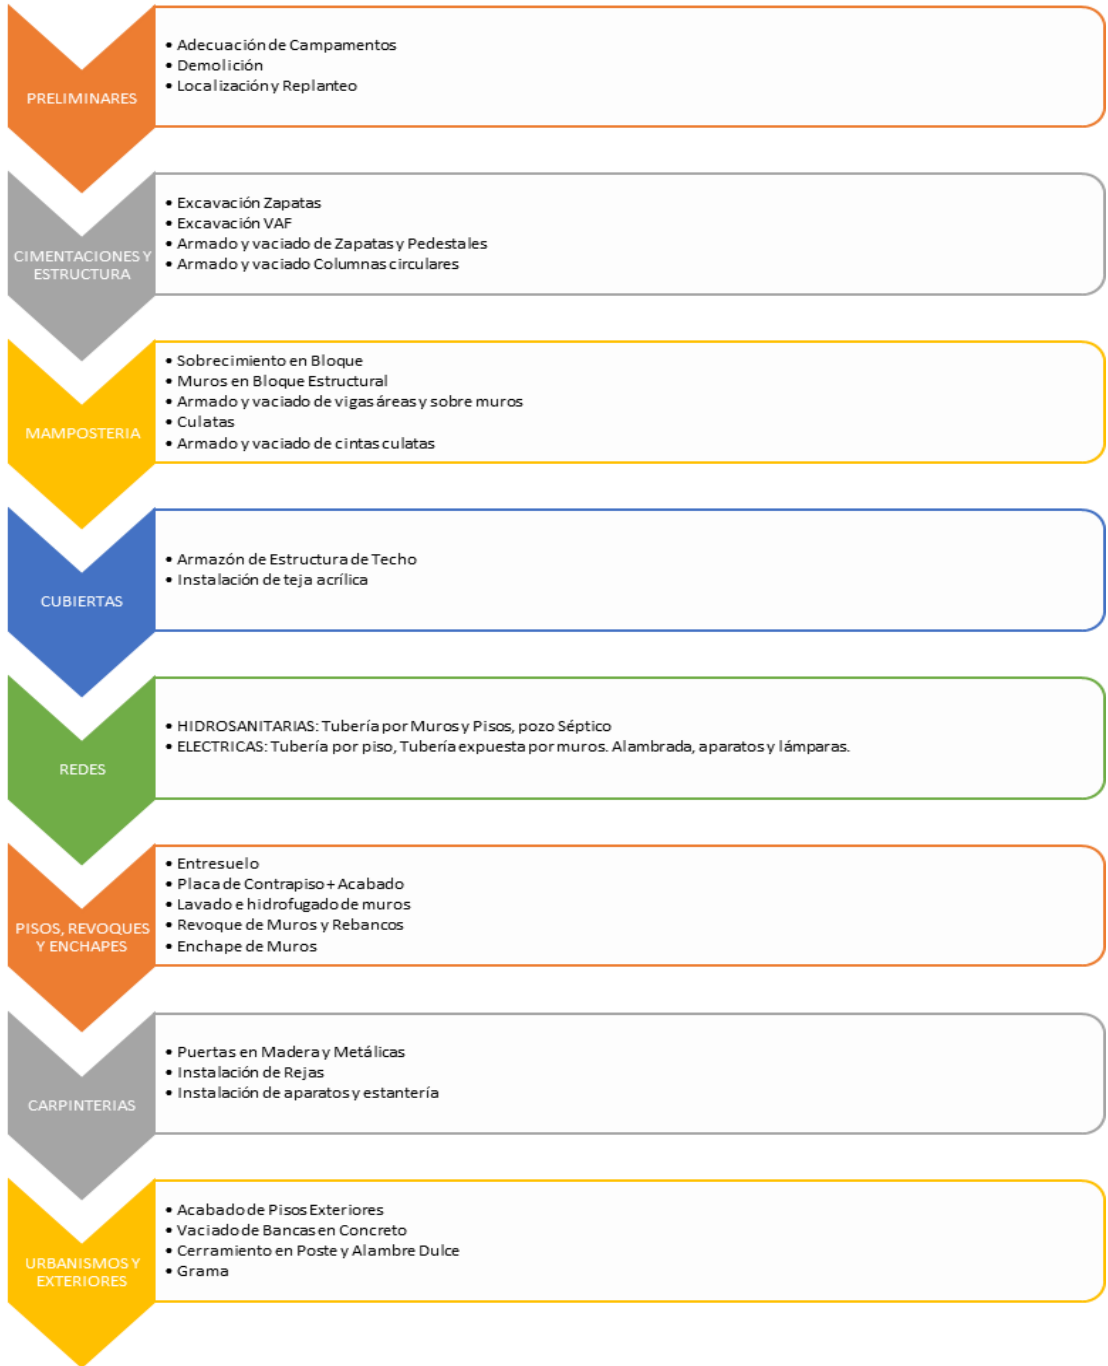 PRELIMINARES
• Adecuación de Campamentos
• Demolición
• Localización y Replanteo
CIMENTACIONES Y
ESTRUCTURA
• Excavación Zapatas
• Excavación VAF
• Armado y vaciado de Zapatas y Pedestales
• Armado y vaciado Columnas circulares
MAMPOSTERIA
• Sobrecimiento en Bloque
• Muros en Bloque Estructural
• Armado y vaciado de vigas áreas y sobre muros
• Culatas
• Armado y vaciado de cintas culatas
CUBIERTAS
• Armazón de Estructura de Techo
• Instalación de teja acrílica
REDES
• HIDROSANITARIAS: Tubería por Muros y Pisos, pozo Séptico
• ELECTRICAS: Tubería por piso, Tubería expuesta por muros. Alambrada, aparatos y lámparas.
PISOS, REVOQUES
Y ENCHAPES
• Entresuelo
• Placa de Contrapiso + Acabado
• Lavado e hidrofugado de muros
• Revoque de Muros y Rebancos
• Enchape de Muros
CARPINTERIAS
• Puertas en Madera y Metálicas
• Instalación de Rejas
• Instalación de aparatos y estantería
URBANISMOS Y
EXTERIORES
• Acabado de Pisos Exteriores
• Vaciado de Bancas en Concreto
• Cerramiento en Poste y Alambre Dulce
• Grama